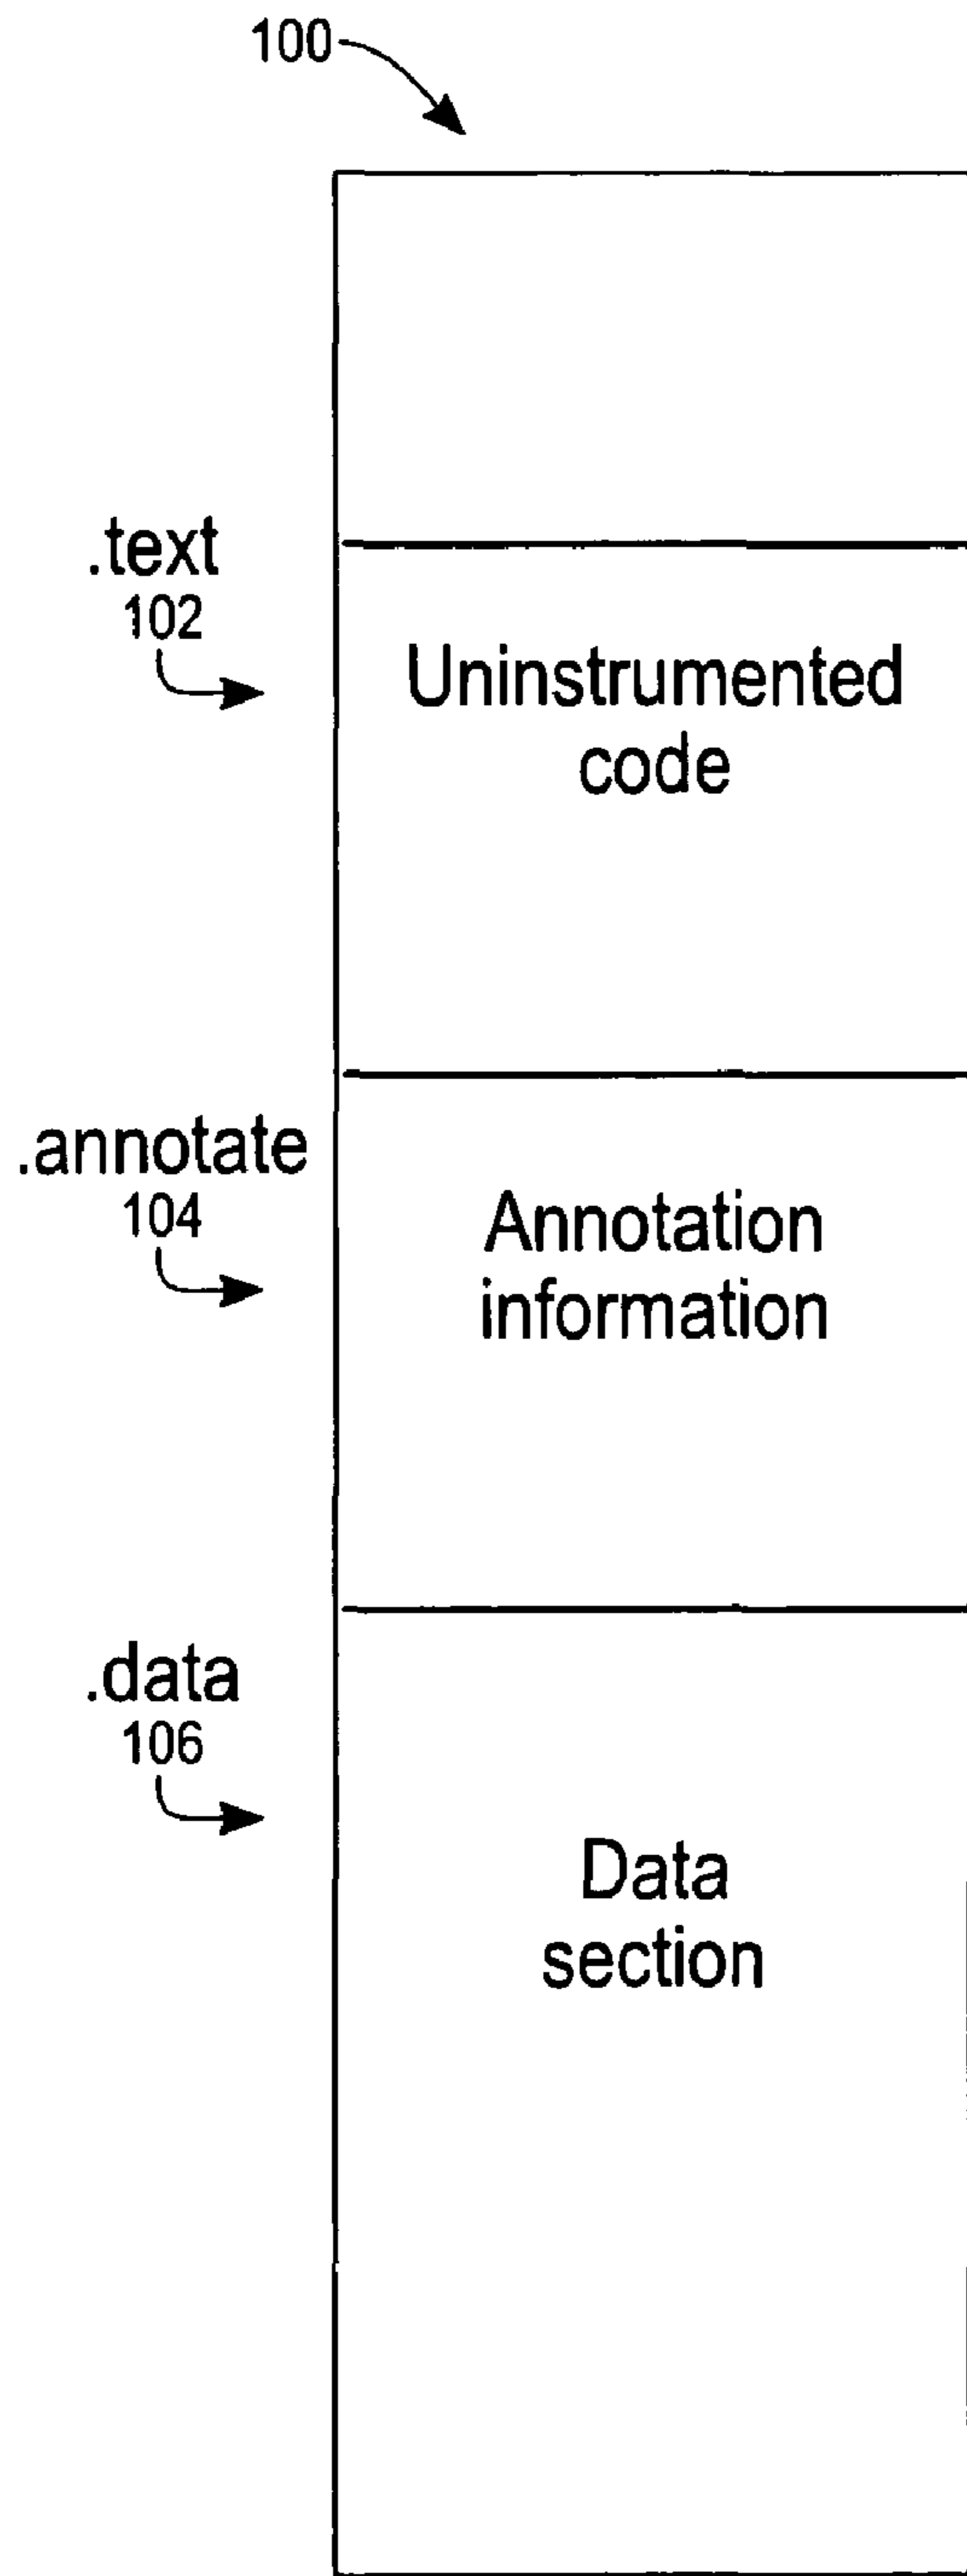 100
.text
102
Uninstrumented
code
.annotate
104
Annotation
information
.data
106
Data
section